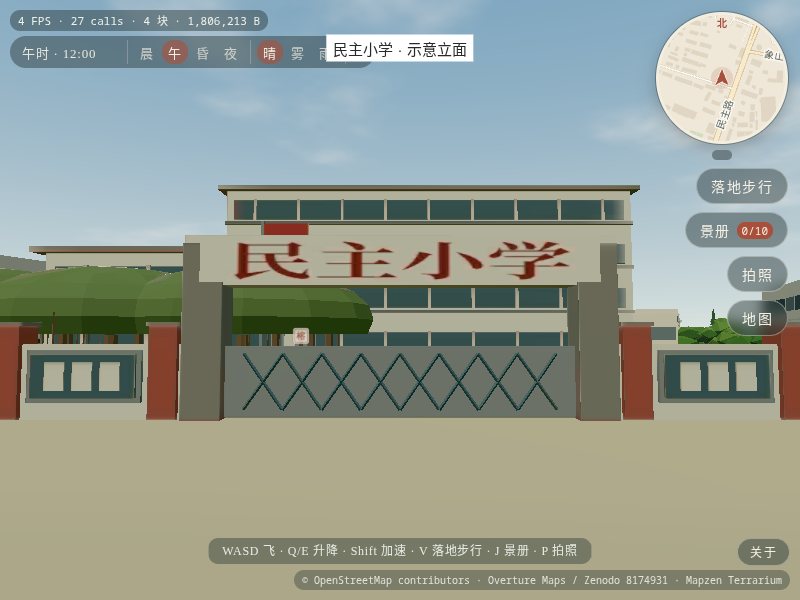 4 FPS · 27 calls · 4 块 · 1,806,213 B
午时 · 12:00 晨 午 昏 夜 晴 雾
民主小学 · 示意立面
北
民主路
落地步行
景册 0/10
拍照
地图
民主小学
榕
WASD 飞 · Q/E 升降 · Shift 加速 · V 落地步行 · J 景册 · P 拍照
关于
© OpenStreetMap contributors · Overture Maps / Zenodo 8174931 · Mapzen Terrarium